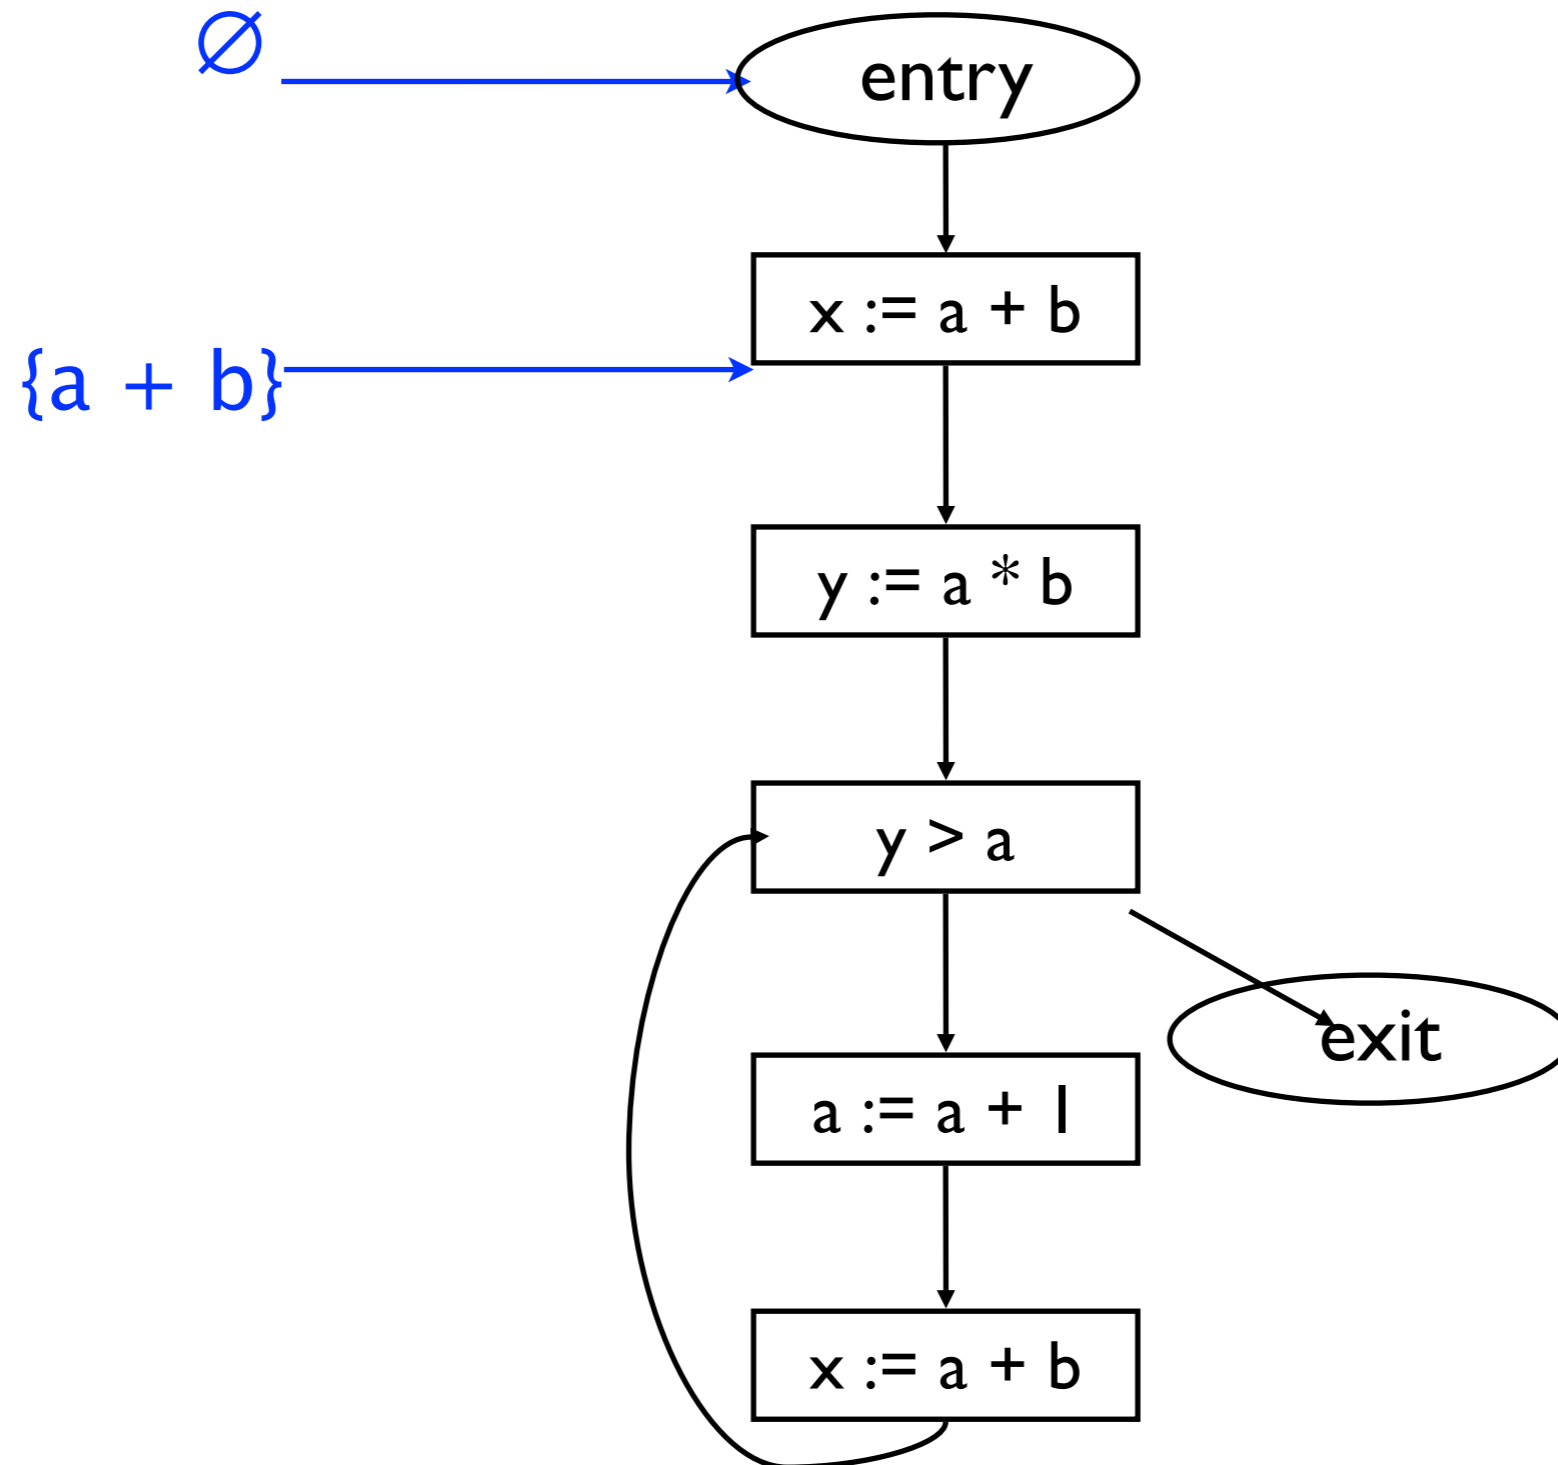 ∅
entry
x := a + b
{a + b}
y := a * b
y > a
exit
a := a + 1
x := a + b